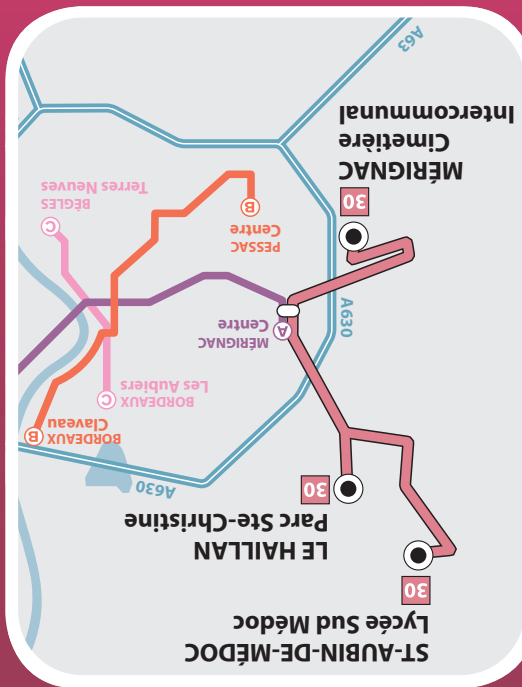 ST-AUBIN-DE-MÉDOC
Lycée Sud Médoc
30
LE HAILLAN
Parc Ste-Christine
30
A630
BORDEAUX
Claveau
B
BORDEAUX
Les Aubiers
C
MÉRIGNAC
Centre
A
A630
PESSAC
Centre
B
BÈGLES
Terres Neuves
C
30
MÉRIGNAC
Cimetière
Intercommunal
A63